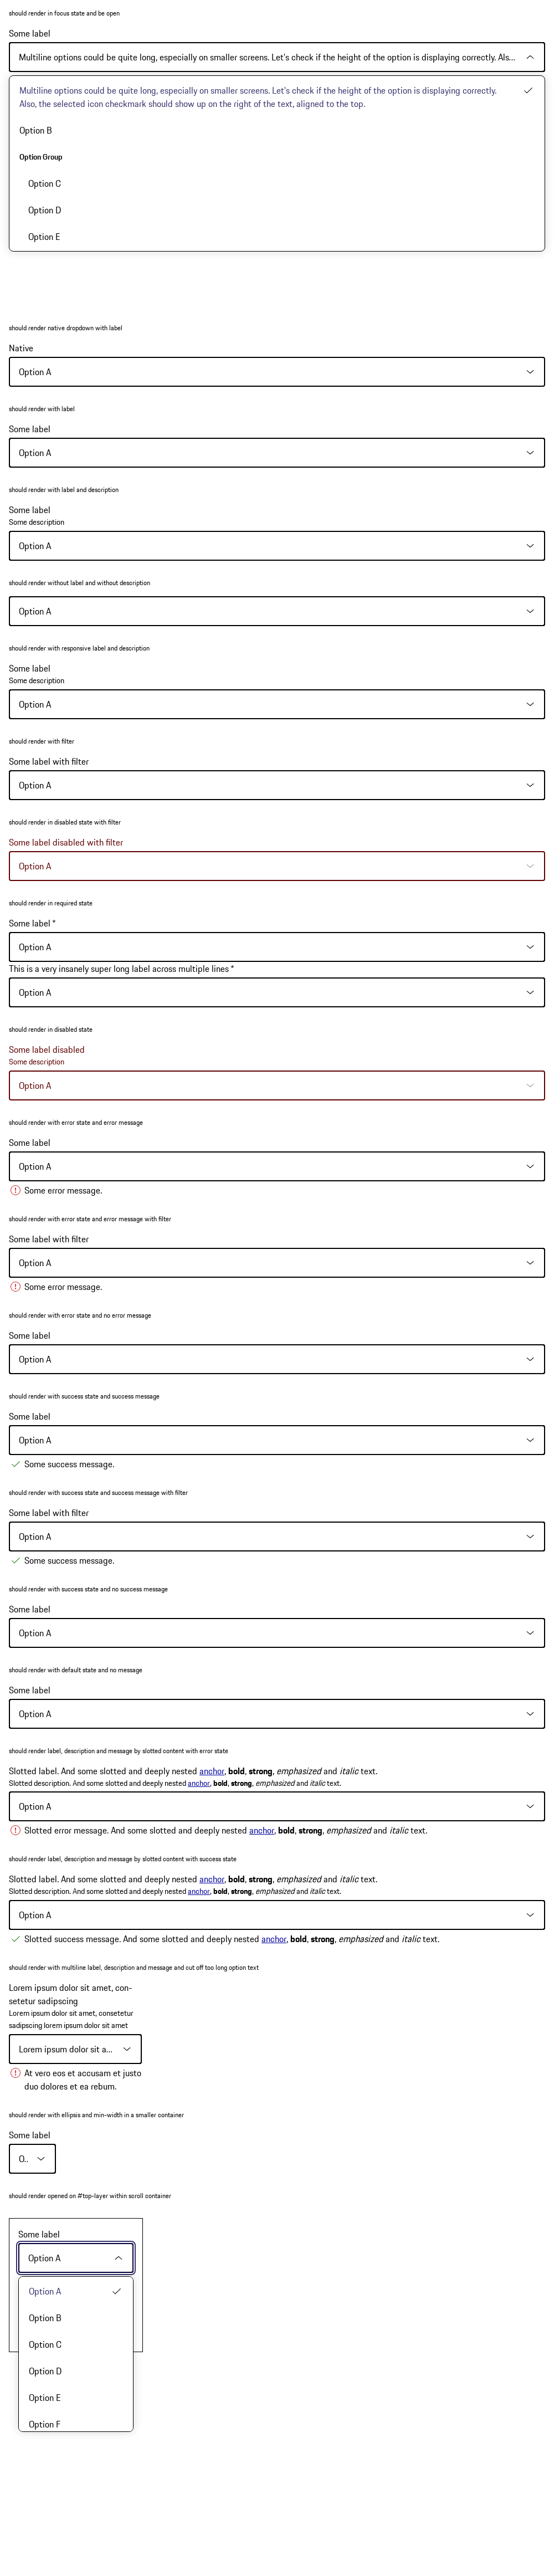 should render in focus state and be open
Some label
Multiline options could be quite long, especially on smaller screens. Let's check if the height of the option is displaying correctly. Als...
Multiline options could be quite long, especially on smaller screens. Let's check if the height of the option is displaying correctly.
Also, the selected icon checkmark should show up on the right of the text, aligned to the top.
Option B
Option Group
Option C
Option D
Option E
should render native dropdown with label
Native
Option A
should render with label
Some label
Option A
should render with label and description
Some label
Some description
Option A
should render without label and without description
Option A
should render with responsive label and description
Some label
Some description
Option A
should render with filter
Some label with filter
Option A
should render in disabled state with filter
Some label disabled with filter
Option A
should render in required state
Some label *
Option A
This is a very insanely super long label across multiple lines *
Option A
should render in disabled state
Some label disabled
Some description
Option A
should render with error state and error message
Some label
Option A
Some error message.
should render with error state and error message with filter
Some label with filter
Option A
Some error message.
should render with error state and no error message
Some label
Option A
should render with success state and success message
Some label
Option A
Some success message.
should render with success state and success message with filter
Some label with filter
Option A
Some success message.
should render with success state and no success message
Some label
Option A
should render with default state and no message
Some label
Option A
should render label, description and message by slotted content with error state
Slotted label. And some slotted and deeply nested anchor, bold, strong, emphasized and italic text.
Slotted description. And some slotted and deeply nested anchor, bold, strong, emphasized and italic text.
Option A
Slotted error message. And some slotted and deeply nested anchor, bold, strong, emphasized and italic text.
should render label, description and message by slotted content with success state
Slotted label. And some slotted and deeply nested anchor, bold, strong, emphasized and italic text.
Slotted description. And some slotted and deeply nested anchor, bold, strong, emphasized and italic text.
Option A
Slotted success message. And some slotted and deeply nested anchor, bold, strong, emphasized and italic text.
should render with multiline label, description and message and cut off too long option text
Lorem ipsum dolor sit amet, con-
setetur sadipscing
Lorem ipsum dolor sit amet, consetetur
sadipscing lorem ipsum dolor sit amet
Lorem ipsum dolor sit a...
At vero eos et accusam et justo
duo dolores et ea rebum.
should render with ellipsis and min-width in a smaller container
Some label
O..
should render opened on #top-layer within scroll container
Some label
Option A
Option A
Option B
Option C
Option D
Option E
Option F